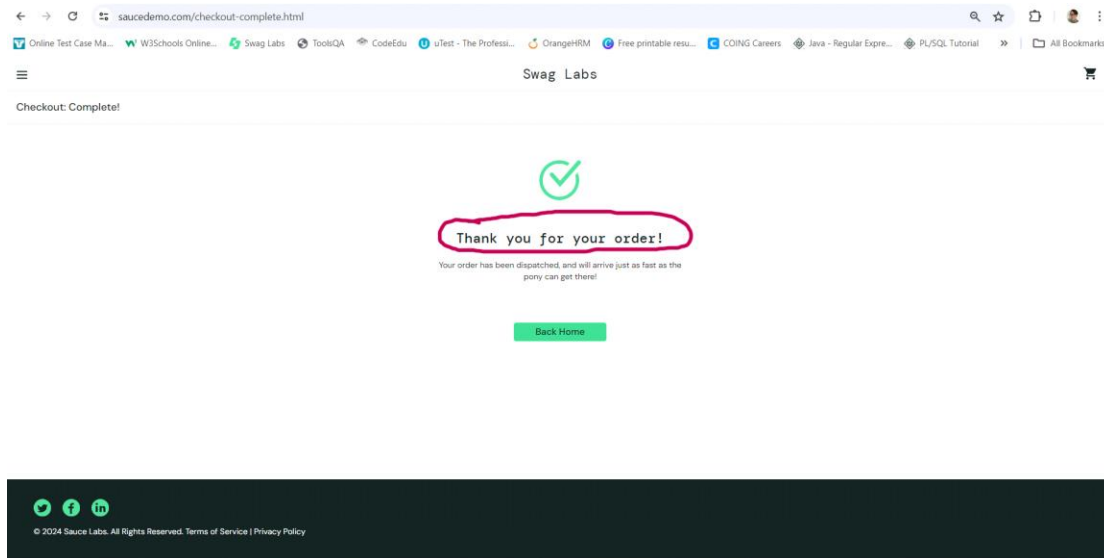 saucedemo.com/checkout-complete.html
Online Test Case Ma... W3Schools Online... Swag Labs ToolsQA CodeEdu uTest - The Professi... OrangeHRM Free printable resu... COING Careers Java - Regular Expre... PL/SQL Tutorial » All Bookmarks
Swag Labs
Checkout: Complete!
Thank you for your order!
Your order has been dispatched, and will arrive just as fast as the
pony can get there!
Back Home
© 2024 Sauce Labs. All Rights Reserved. Terms of Service | Privacy Policy